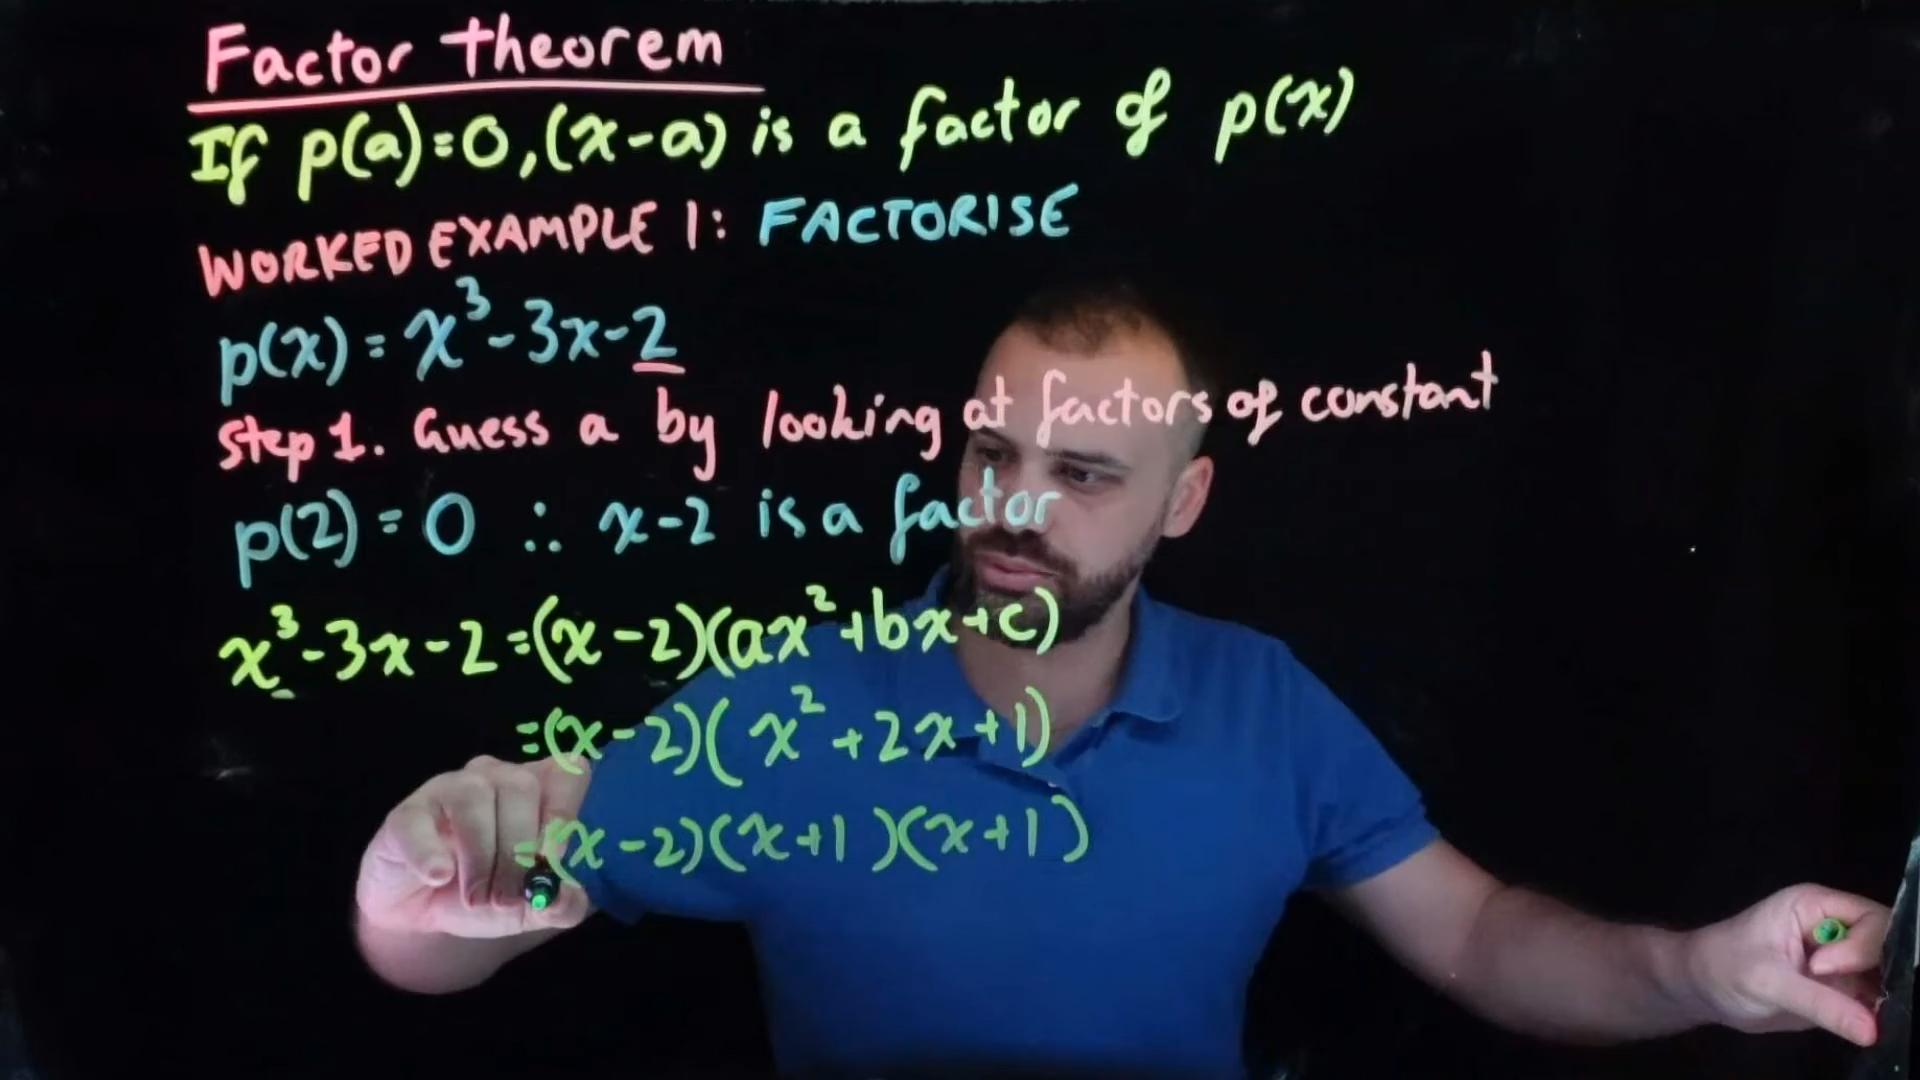 Factor theorem
If p(a)=0, (x-a) is a factor of p(x)
WORKED EXAMPLE 1: FACTORISE
p(x) = x³-3x-2
Step 1. Guess a by looking at factors of constant
p(2) = 0 ∴ x-2 is a factor
x³-3x-2 = (x-2)(ax²+bx+c)
=(x-2)(x²+2x+1)
=(x-2)(x+1)(x+1)